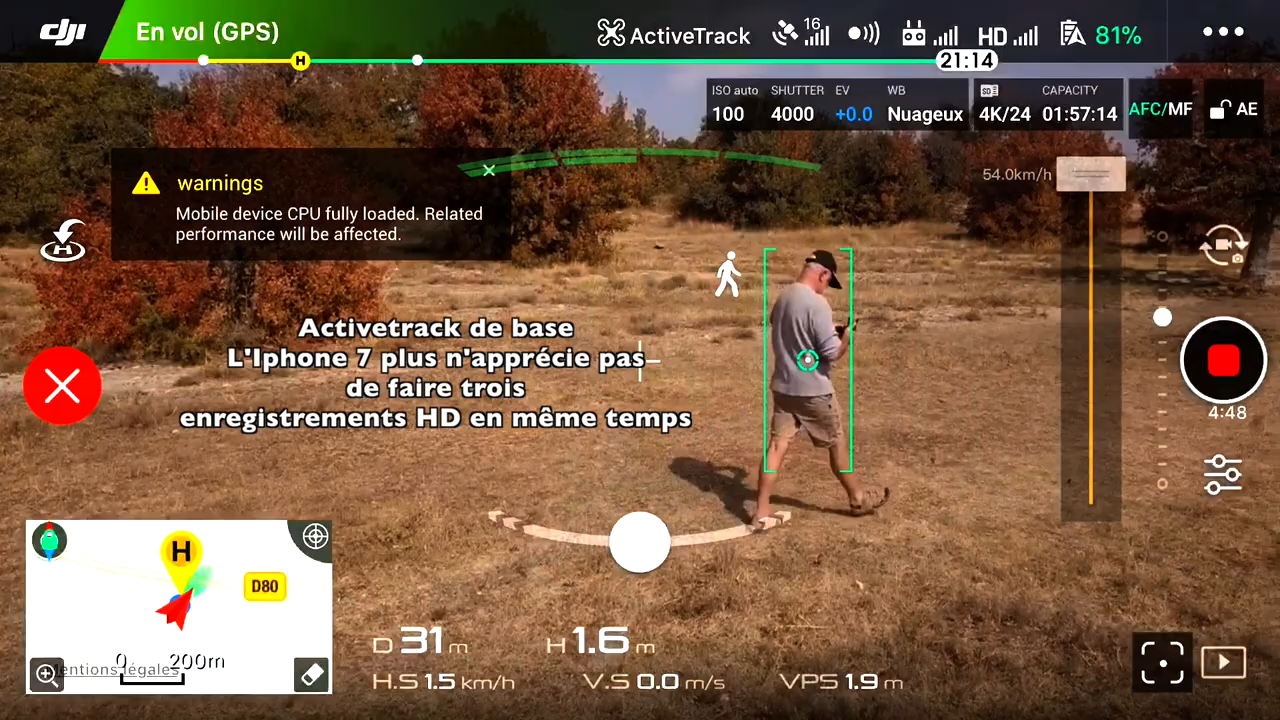 dji
En vol (GPS)
ActiveTrack
16
HD
81%
H
21:14
ISO auto
100
SHUTTER
4000
EV
+0.0
WB
Nuageux
SD
4K/24
CAPACITY
01:57:14
AFC/MF
AE
54.0km/h
warnings
Mobile device CPU fully loaded. Related
performance will be affected.
H
Activetrack de base
L'Iphone 7 plus n'apprécie pas
de faire trois
enregistrements HD en même temps
4:48
H
D80
0 200m
Mentions légales
D 31 m
H 1.6 m
H.S 1.5 km/h
V.S 0.0 m/s
VPS 1.9 m